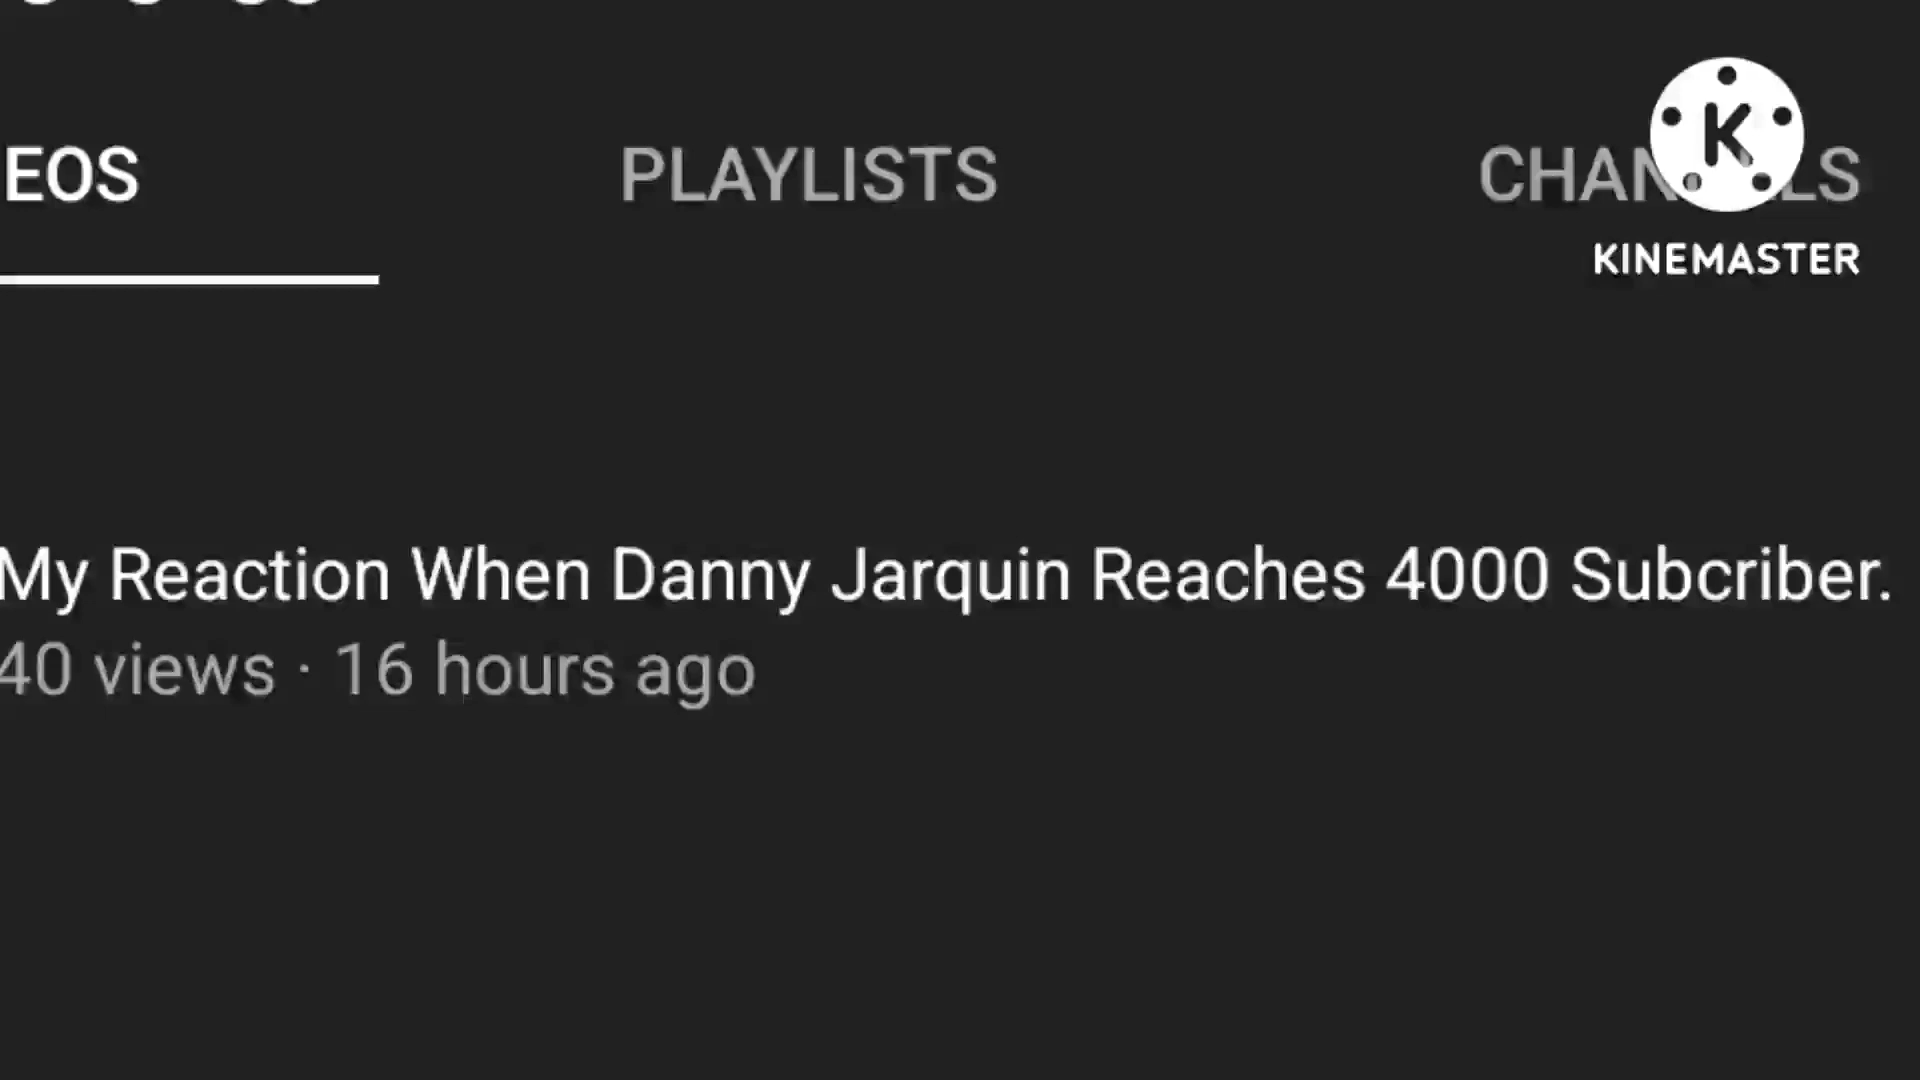 EOS PLAYLISTS
K
KINEMASTER
My Reaction When Danny Jarquin Reaches 4000 Subcriber.
40 views · 16 hours ago